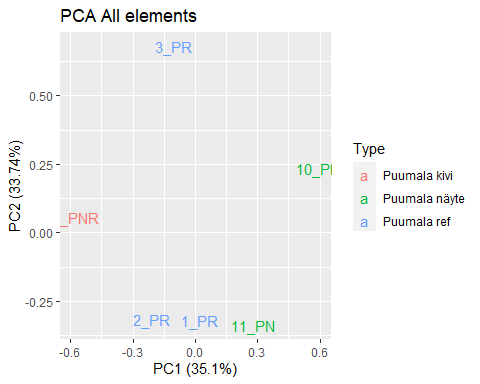 PCA All elements
3_PR
0.50
0.25
10_P
0.00
_PNR
-0.25
2_PR
1_PR
11_PN
-0.6
-0.3
0.0
0.3
0.6
PC1 (35.1%)
PC2 (33.74%)
Type
a Puumala kivi
a Puumala näyte
a Puumala ref